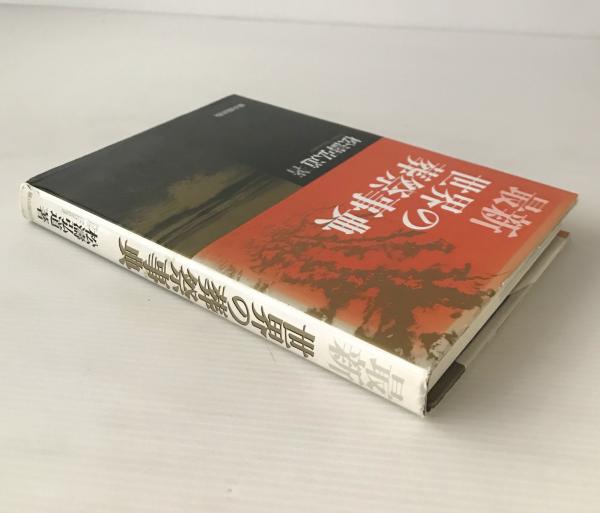 最新
世界の
葬祭事典
松濤弘道 著
最新 世界の葬祭事典 松濤弘道 著